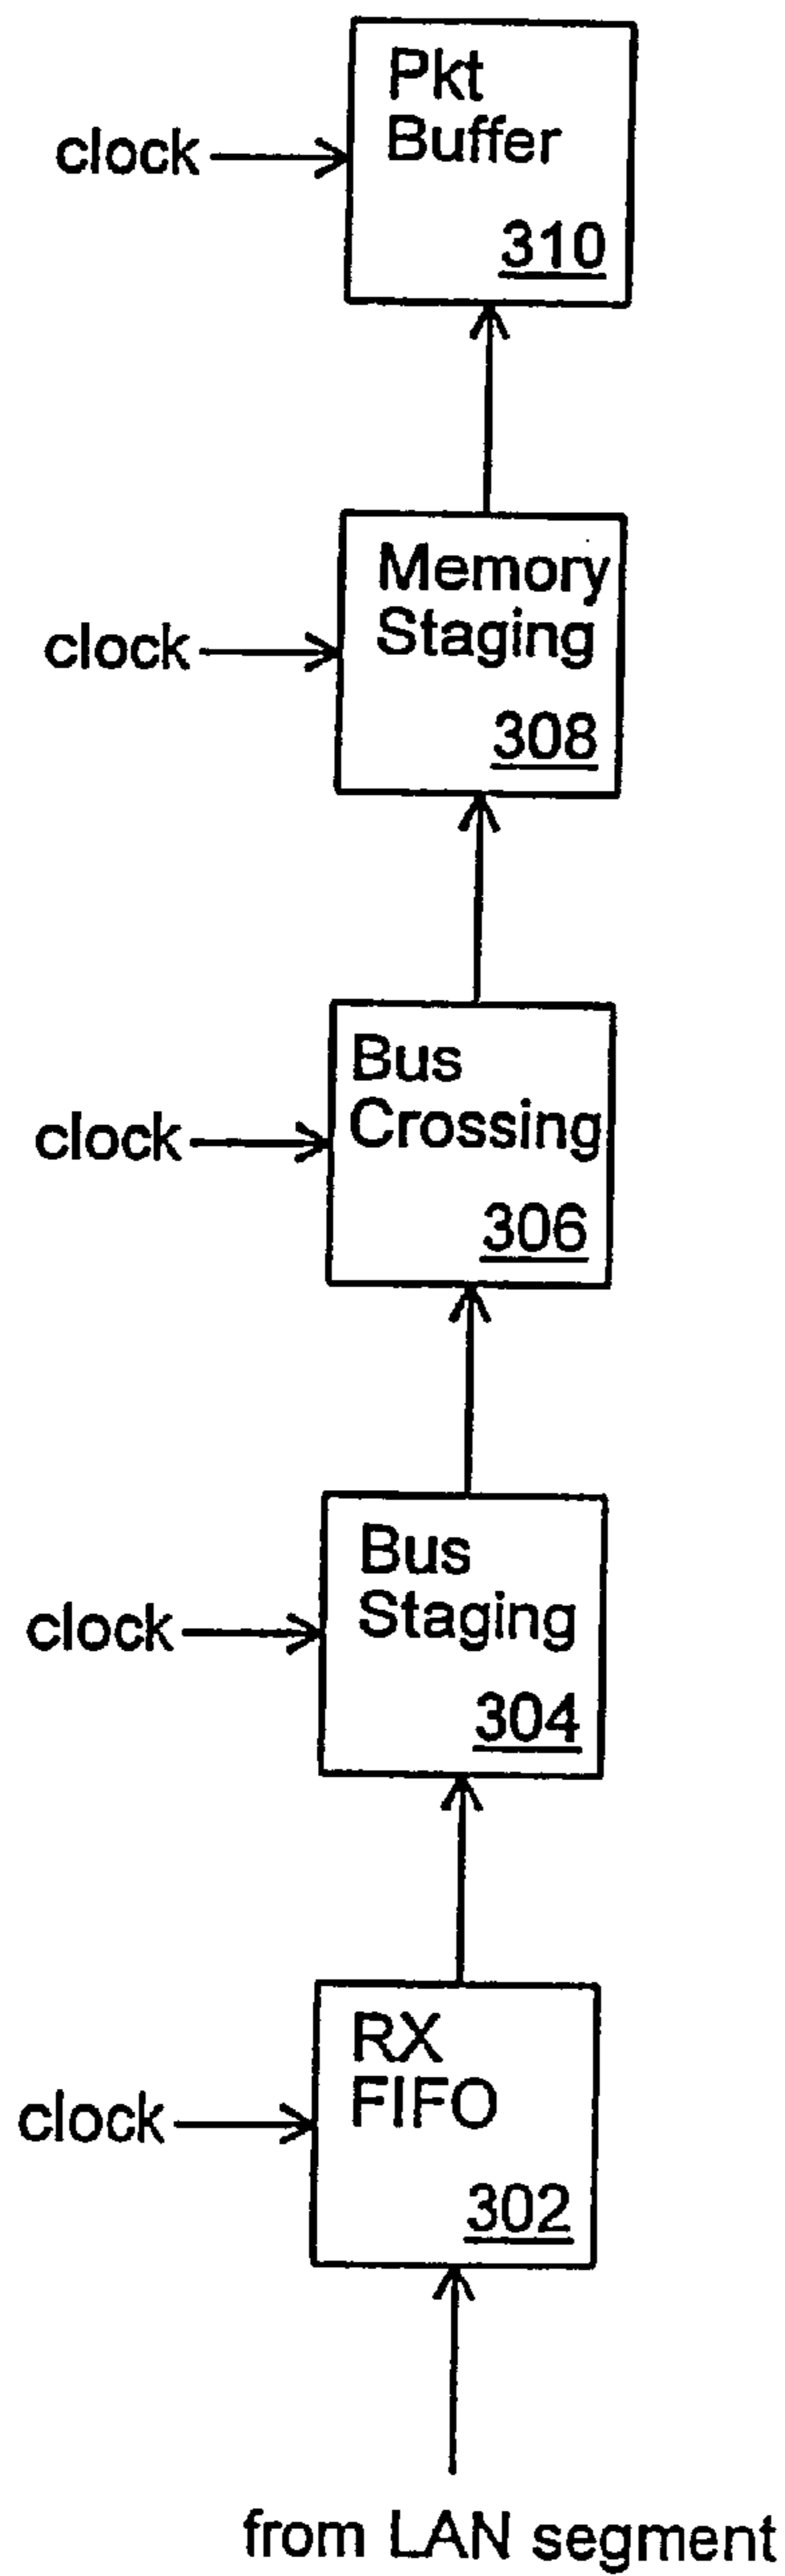 Pkt
Buffer
clock
310
Memory
Staging
clock
308
Bus
Crossing
clock
306
Bus
Staging
clock
304
RX
FIFO
clock
302
from LAN segment